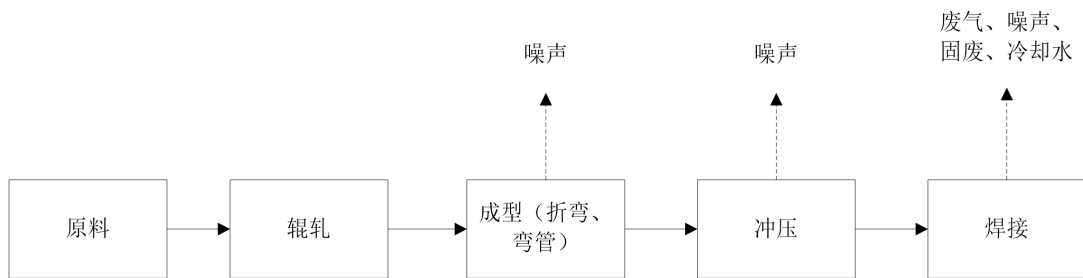 废气、噪声、
固废、冷却水
噪声
噪声
原料
辊轧
成型（折弯、
弯管）
冲压
焊接